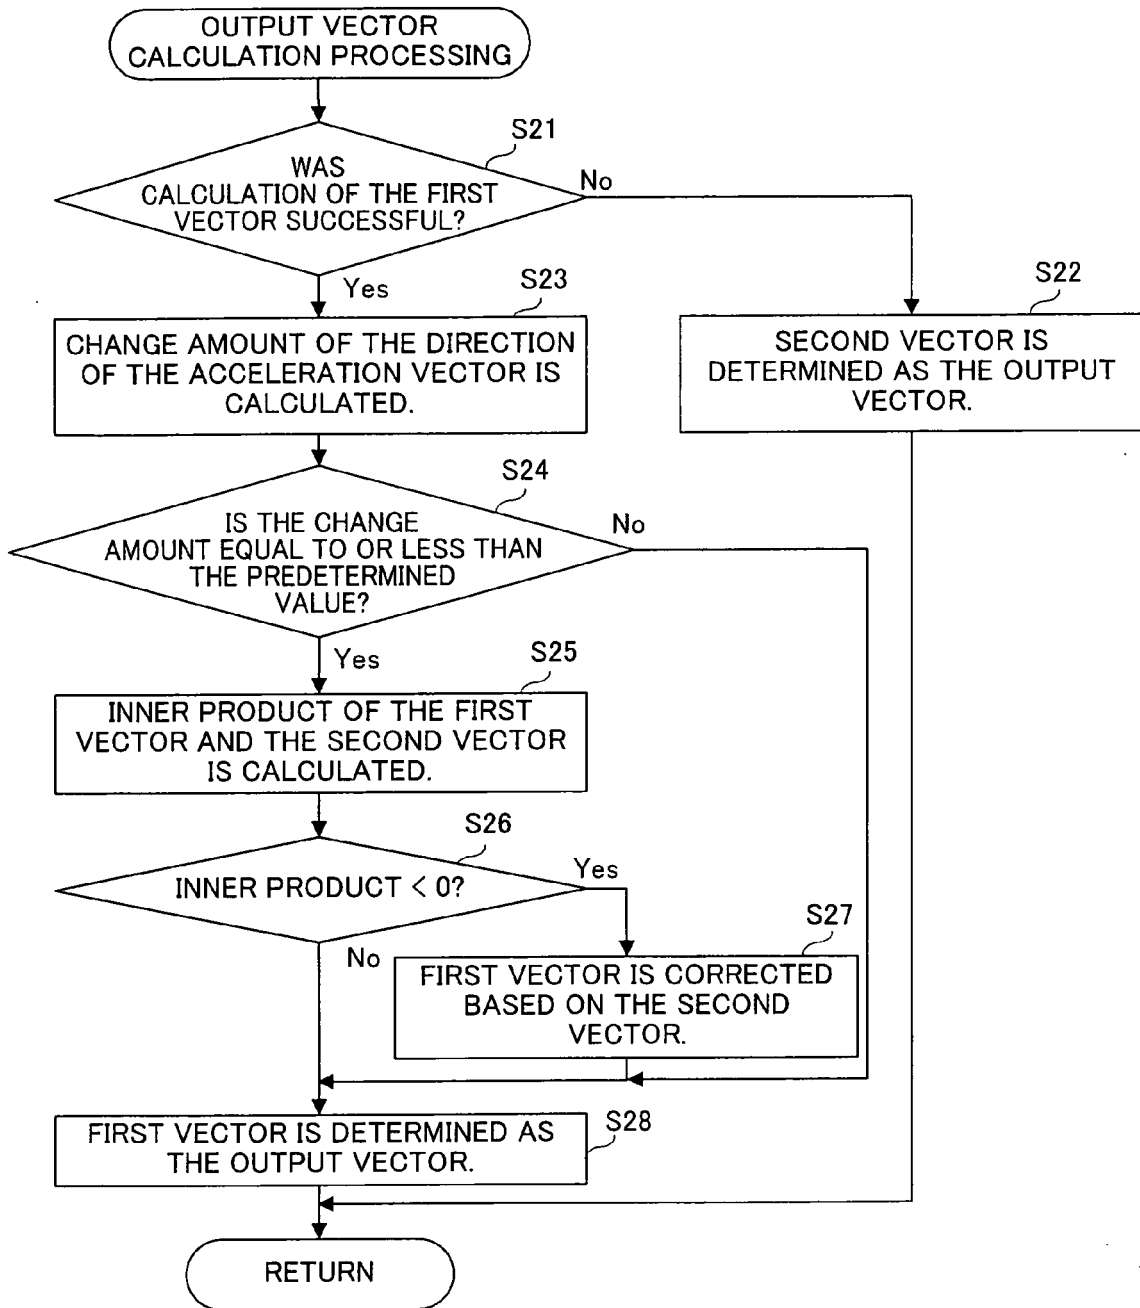 OUTPUT VECTOR
CALCULATION PROCESSING
S21
WAS
CALCULATION OF THE FIRST
VECTOR SUCCESSFUL?
No
Yes
S23
CHANGE AMOUNT OF THE DIRECTION
OF THE ACCELERATION VECTOR IS
CALCULATED.
S22
SECOND VECTOR IS
DETERMINED AS THE OUTPUT
VECTOR.
S24
IS THE CHANGE
AMOUNT EQUAL TO OR LESS THAN
THE PREDETERMINED
VALUE?
No
Yes
S25
INNER PRODUCT OF THE FIRST
VECTOR AND THE SECOND VECTOR
IS CALCULATED.
S26
INNER PRODUCT < 0?
Yes
No
S27
FIRST VECTOR IS CORRECTED
BASED ON THE SECOND
VECTOR.
FIRST VECTOR IS DETERMINED AS
THE OUTPUT VECTOR.
S28
RETURN